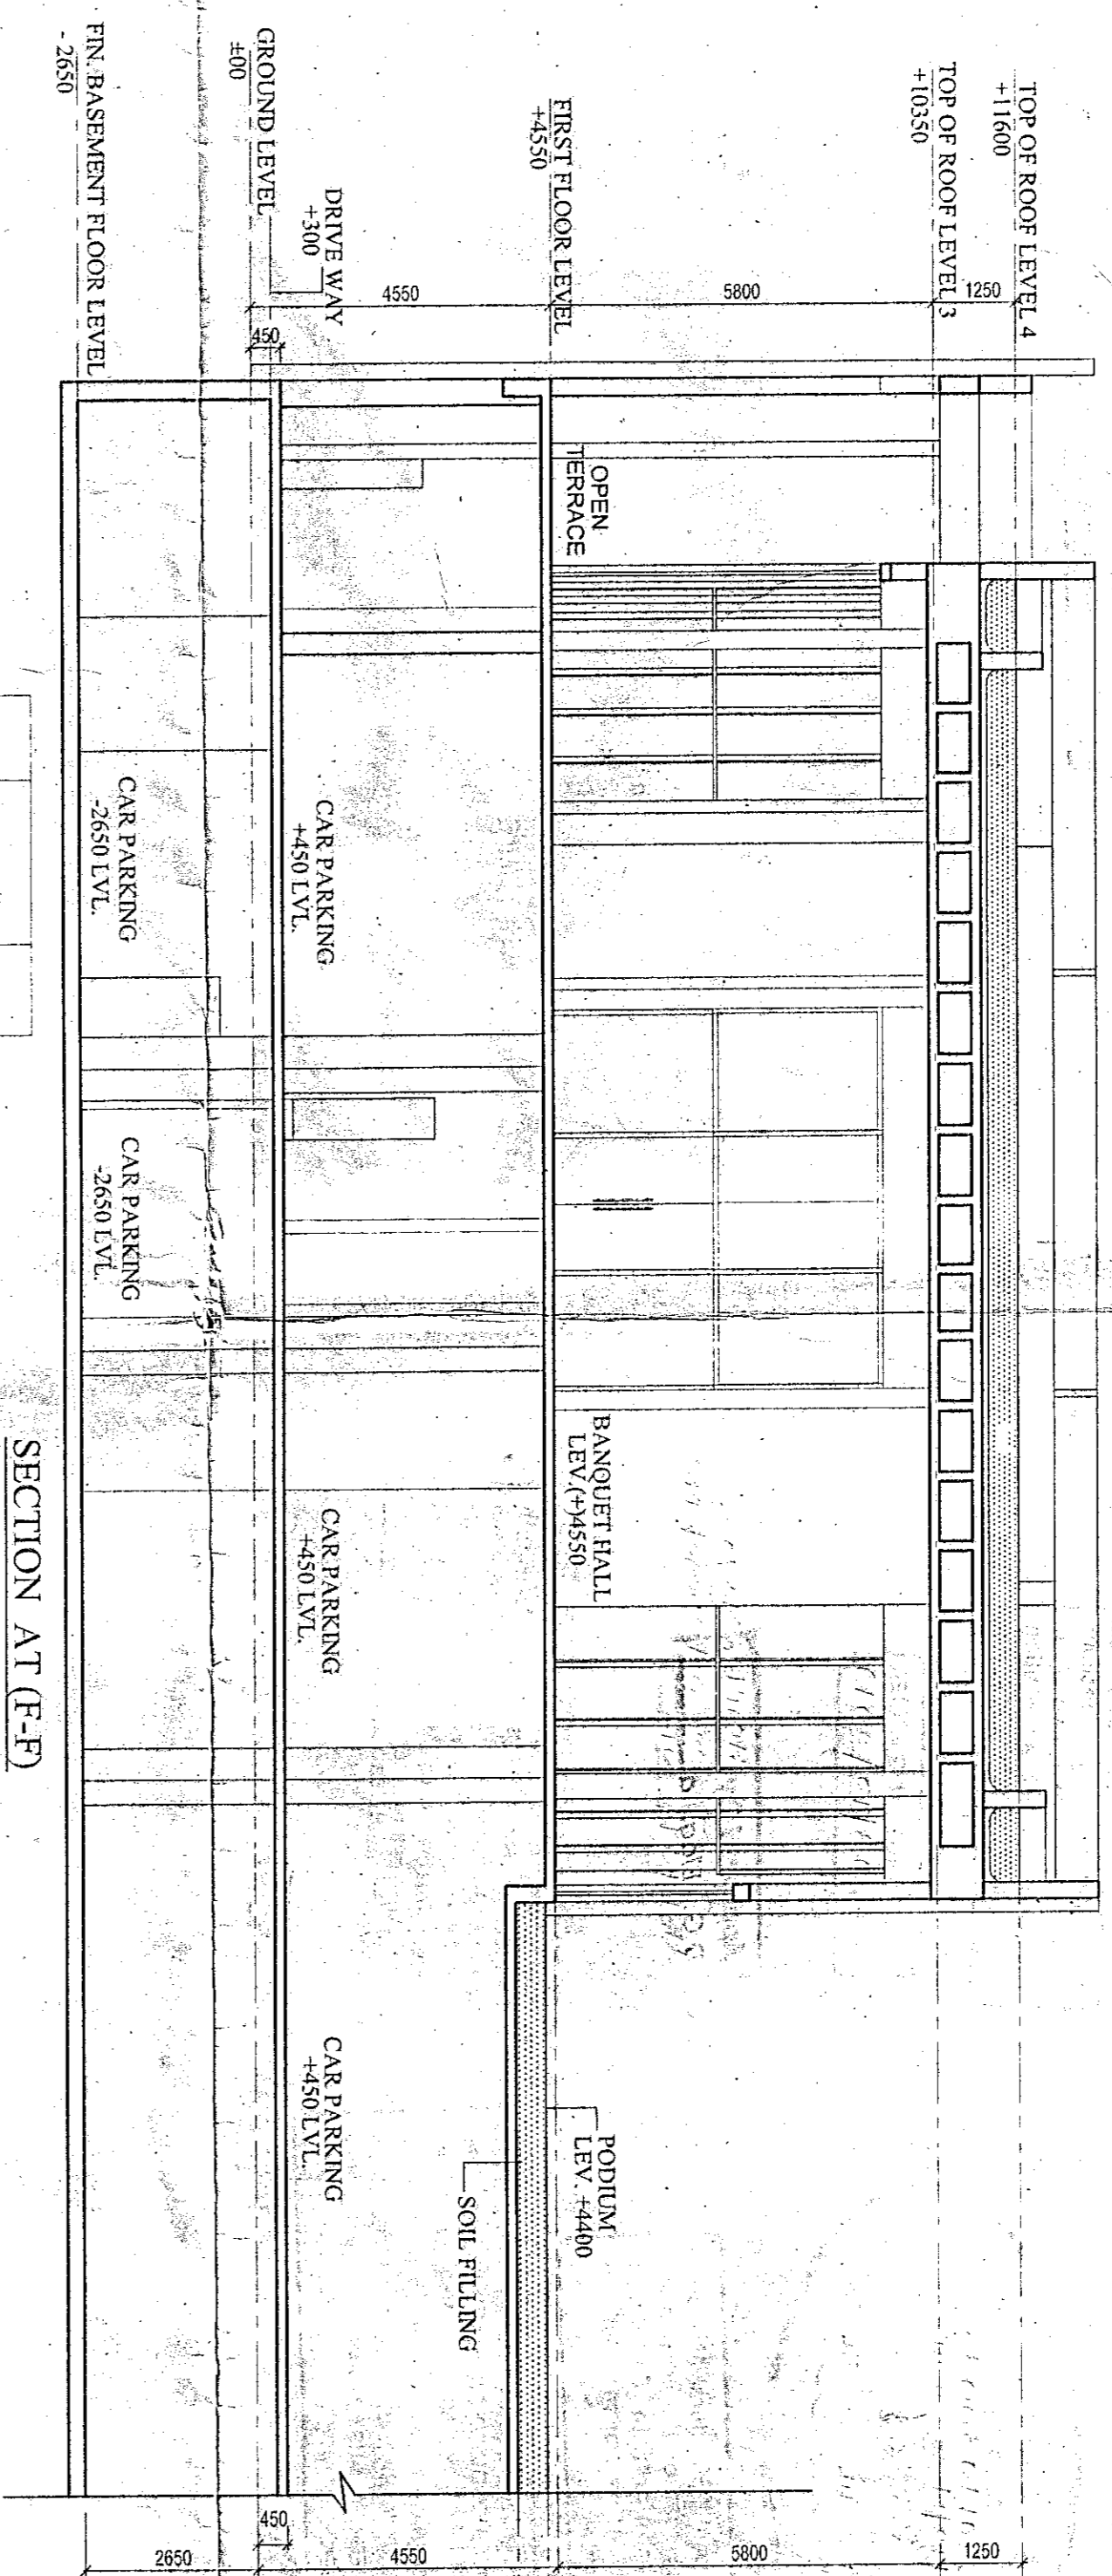 TOP OF ROOF LEVEL 4
+11600
TOP OF ROOF LEVEL 3
+10350
FIRST FLOOR LEVEL
+4550
DRIVE WAY
+300
GROUND LEVEL
±00
FIN. BASEMENT FLOOR LEVEL
- 2650
1250
5800
4550
450
OPEN
TERRACE
BANQUET HALL
LEV.(+)4550
PODIUM
LEV. +4400
SOIL FILLING
CAR PARKING
+450 LVL.
CAR PARKING
+450 LVL.
CAR PARKING
+450 LVL.
CAR PARKING
-2650 LVL.
CAR PARKING
-2650 LVL.
1250
5800
4550
450
2650
SECTION AT (F-F)